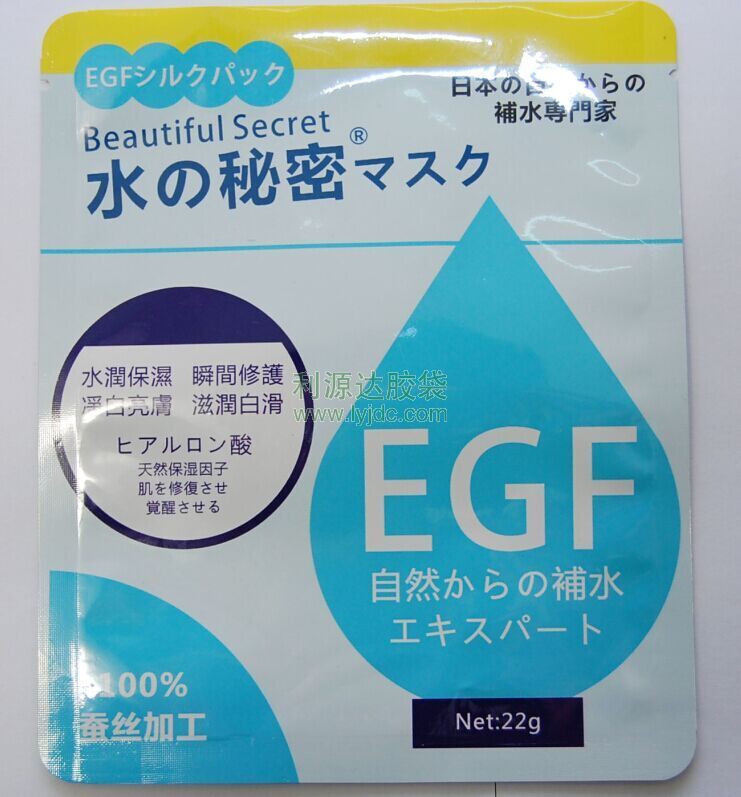 EGFシルクパック
日本の自 からの
補水専門家
Beautiful Secret
水の秘密®マスク
水潤保濕 瞬間修護
凈白亮膚 滋潤白滑
ヒアルロン酸
天然保湿因子
肌を修復させ
覚醒させる
利源达胶袋
www.lyjdc.com
EGF
自然からの補水
エキスパート
100%
蚕丝加工
Net:22g